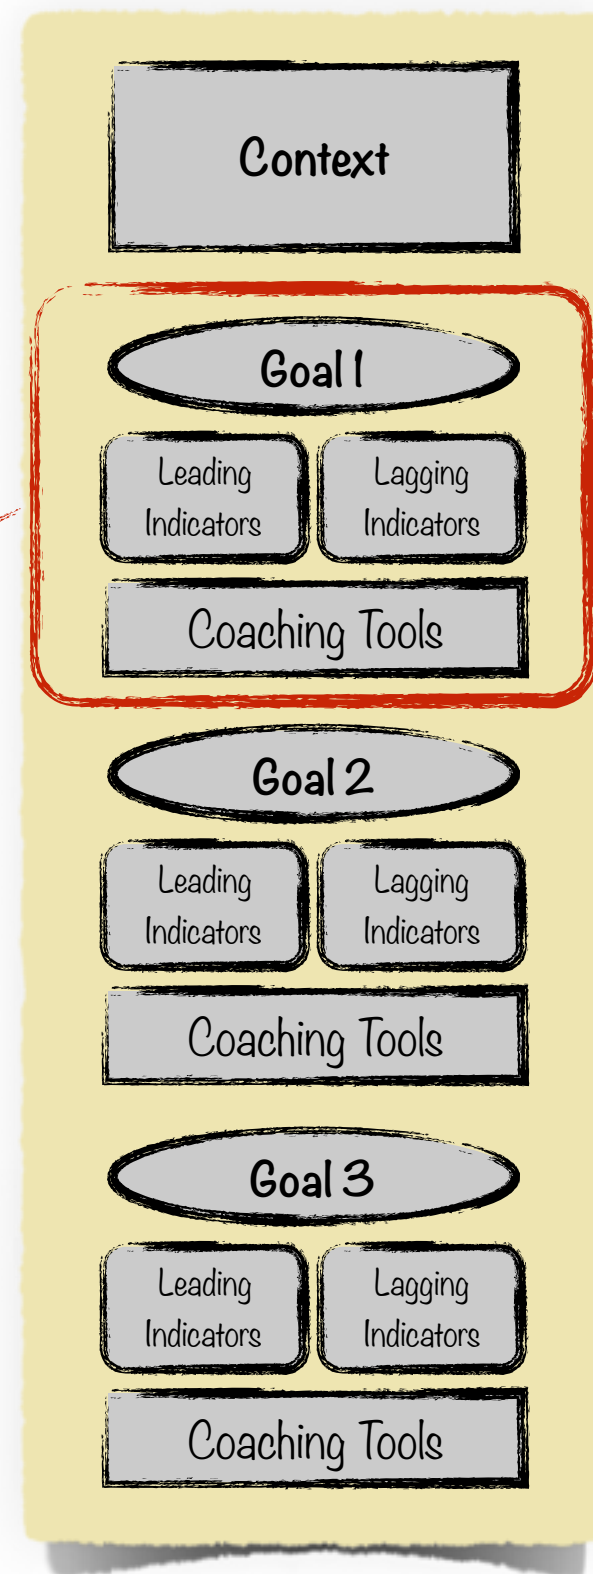 Context
Goal 1
Leading
Indicators
Lagging
Indicators
Coaching Tools
Goal 2
Leading
Indicators
Lagging
Indicators
Coaching Tools
Goal 3
Leading
Indicators
Lagging
Indicators
Coaching Tools